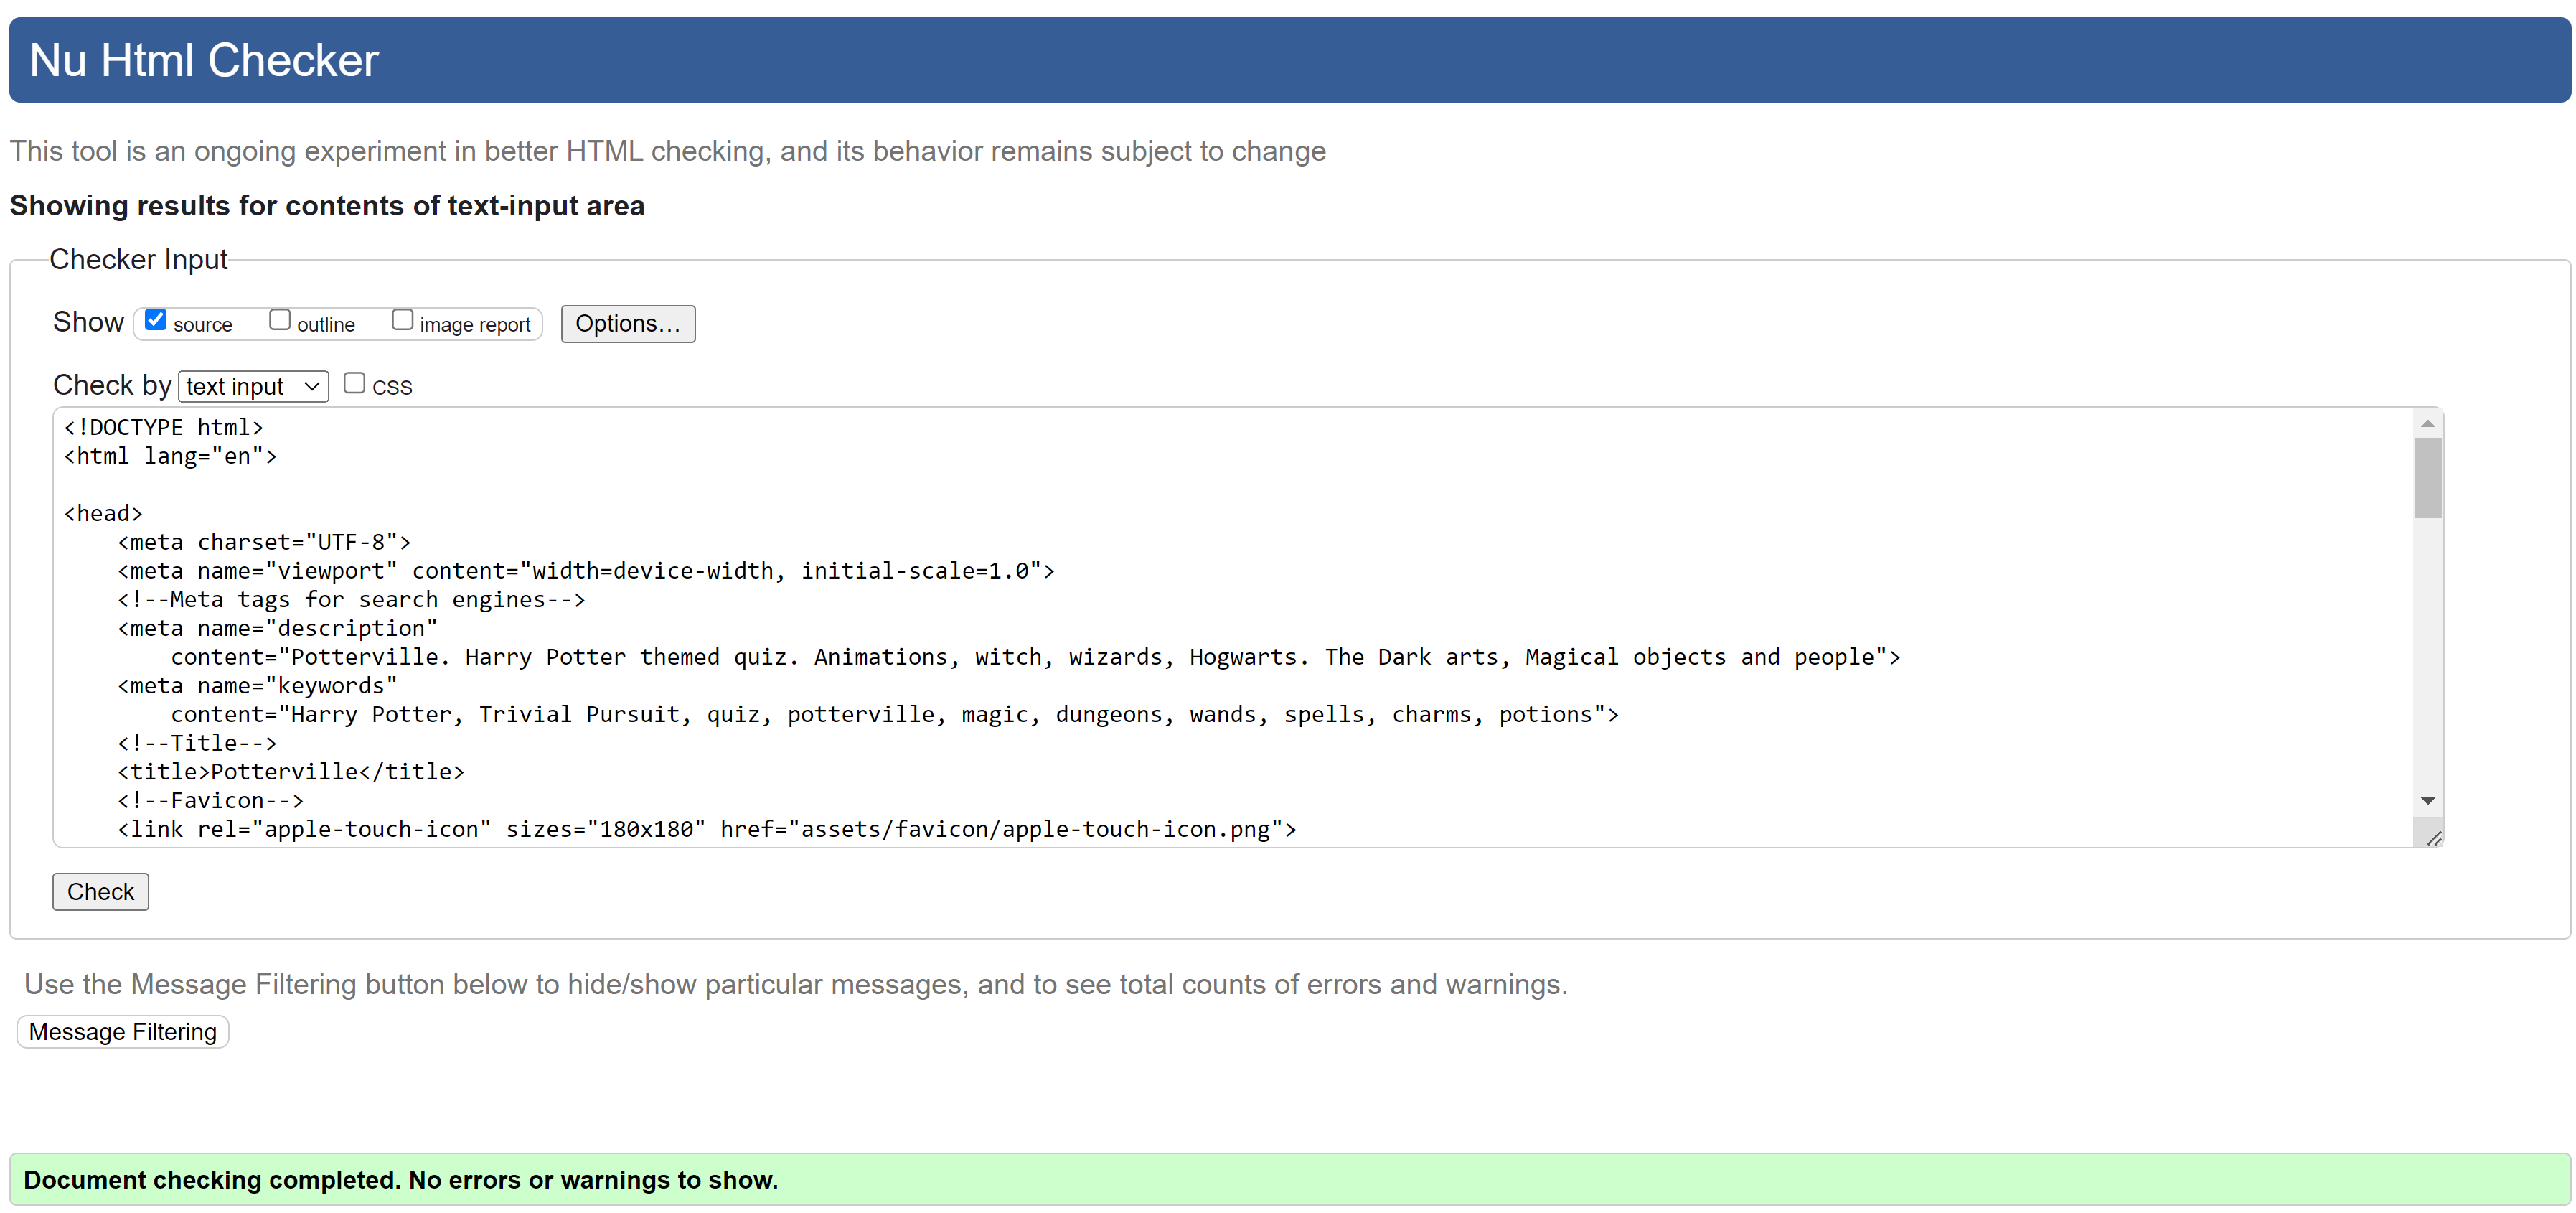 Nu Html Checker
This tool is an ongoing experiment in better HTML checking, and its behavior remains subject to change
Showing results for contents of text-input area
Checker Input
Show source outline image report Options...
Check by text input CSS
<!DOCTYPE html>
<html lang="en">
<head>
    <meta charset="UTF-8">
    <meta name="viewport" content="width=device-width, initial-scale=1.0">
    <!--Meta tags for search engines-->
    <meta name="description"
        content="Potterville. Harry Potter themed quiz. Animations, witch, wizards, Hogwarts. The Dark arts, Magical objects and people">
    <meta name="keywords"
        content="Harry Potter, Trivial Pursuit, quiz, potterville, magic, dungeons, wands, spells, charms, potions">
    <!--Title-->
    <title>Potterville</title>
    <!--Favicon-->
    <link rel="apple-touch-icon" sizes="180x180" href="assets/favicon/apple-touch-icon.png">
Check
Use the Message Filtering button below to hide/show particular messages, and to see total counts of errors and warnings.
Message Filtering
Document checking completed. No errors or warnings to show.